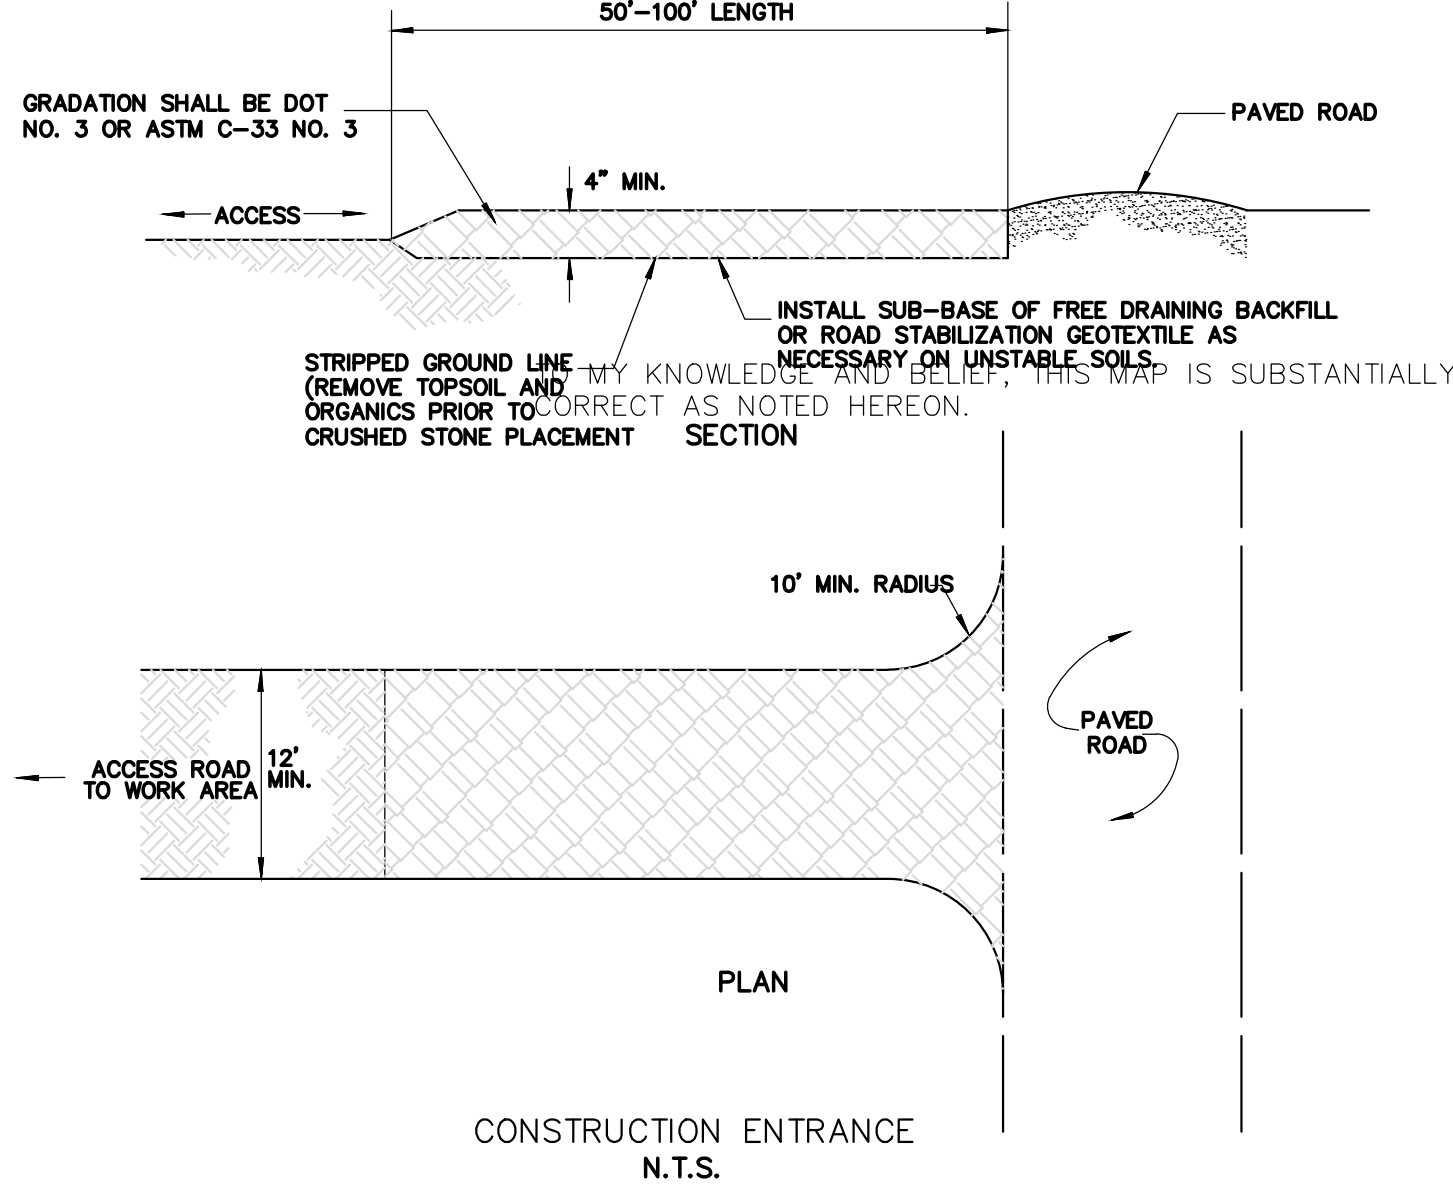 50'-100' LENGTH
GRADATION SHALL BE DOT
NO. 3 OR ASTM C-33 NO. 3
PAVED ROAD
4" MIN.
ACCESS
INSTALL SUB-BASE OF FREE DRAINING BACKFILL
OR ROAD STABILIZATION GEOTEXTILE AS
NECESSARY ON UNSTABLE SOILS.
STRIPPED GROUND LINE
(REMOVE TOPSOIL AND
ORGANICS PRIOR TO
CRUSHED STONE PLACEMENT
TO MY KNOWLEDGE AND BELIEF, THIS MAP IS SUBSTANTIALLY
CORRECT AS NOTED HEREON.
SECTION
10' MIN. RADIUS
PAVED
ROAD
12'
MIN.
ACCESS ROAD
TO WORK AREA
PLAN
CONSTRUCTION ENTRANCE
N.T.S.